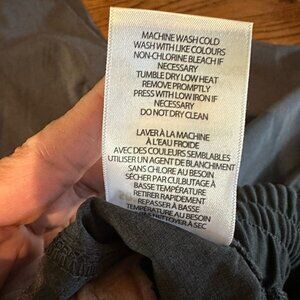 MACHINE WASH COLD
WASH WITH LIKE COLOURS
NON-CHLORINE BLEACH IF
NECESSARY
TUMBLE DRY LOW HEAT
REMOVE PROMPTLY
PRESS WITH LOW IRON IF
NECESSARY
DO NOT DRY CLEAN
LAVER À LA MACHINE
À L'EAU FROIDE
AVEC DES COULEURS SEMBLABLES
UTILISER UN AGENT DE BLANCHIMENT
SANS CHLORE AU BESOIN
SÉCHER PAR CULBUTAGE À
BASSE TEMPÉRATURE
RETIRER RAPIDEMENT
REPASSER À BASSE
TEMPÉRATURE AU BESOIN
NETTOYER À SEC